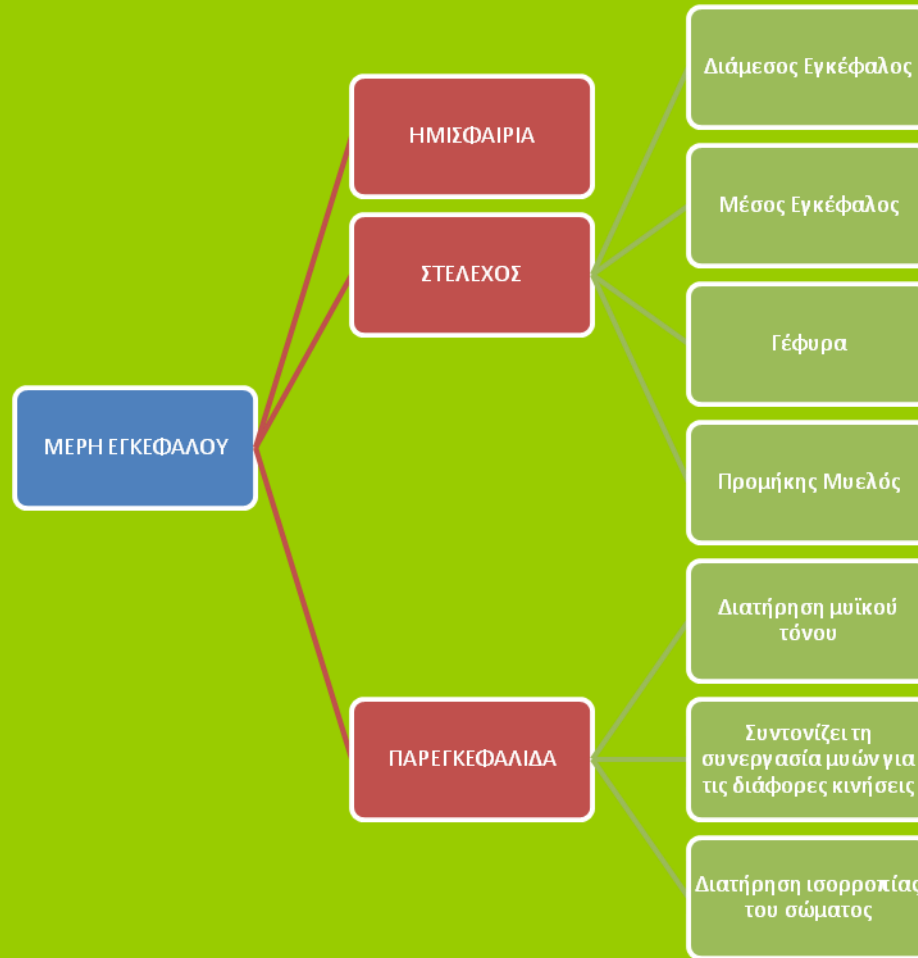 ΜΕΡΗ ΕΓΚΕΦΑΛΟΥ
ΗΜΙΣΦΑΙΡΙΑ
ΣΤΕΛΕΧΟΣ
Διάμεσος Εγκέφαλος
Μέσος Εγκέφαλος
Γέφυρα
Προμήκης Μυελός
ΠΑΡΕΓΚΕΦΑΛΙΔΑ
Διατήρηση μυϊκού
τόνου
Συντονίζει τη
συνεργασία μυών για
τις διάφορες κινήσεις
Διατήρηση ισορροπίας
του σώματος